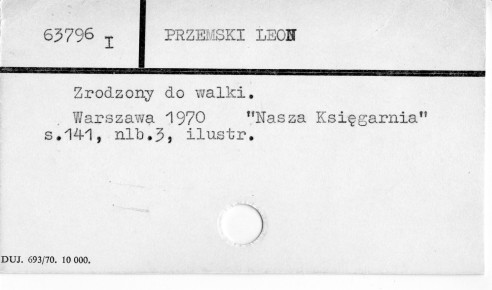 63796 I PRZEMSKI LEON
Zrodzony do walki.
Warszawa 1970 "Nasza Księgarnia"
s.141, nlb.3, ilustr.
DUJ. 693/70. 10 000.